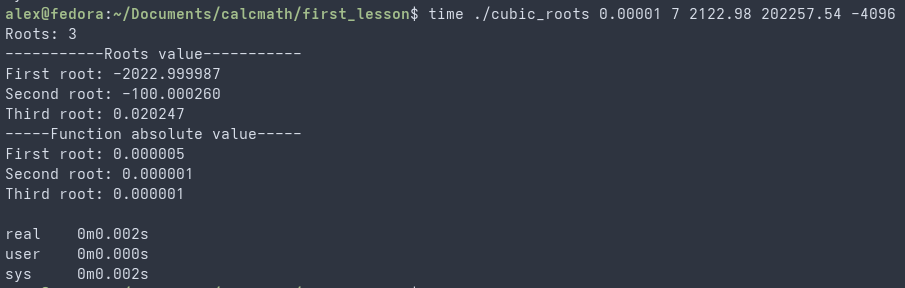 alex@fedora:~/Documents/calcmath/first_lesson$ time ./cubic_roots 0.00001 7 2122.98 202257.54 -4096
Roots: 3
-----------Roots value-----------
First root: -2022.999987
Second root: -100.000260
Third root: 0.020247
-----Function absolute value-----
First root: 0.000005
Second root: 0.000001
Third root: 0.000001
real    0m0.002s
user    0m0.000s
sys     0m0.002s